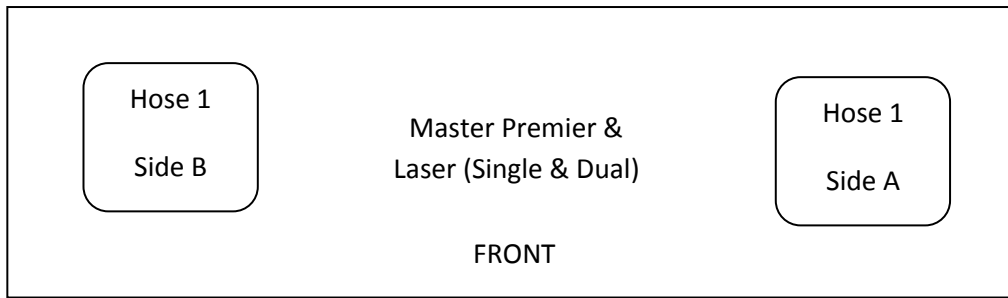 Hose 1
Side B
Master Premier &
Laser (Single & Dual)
FRONT
Hose 1
Side A